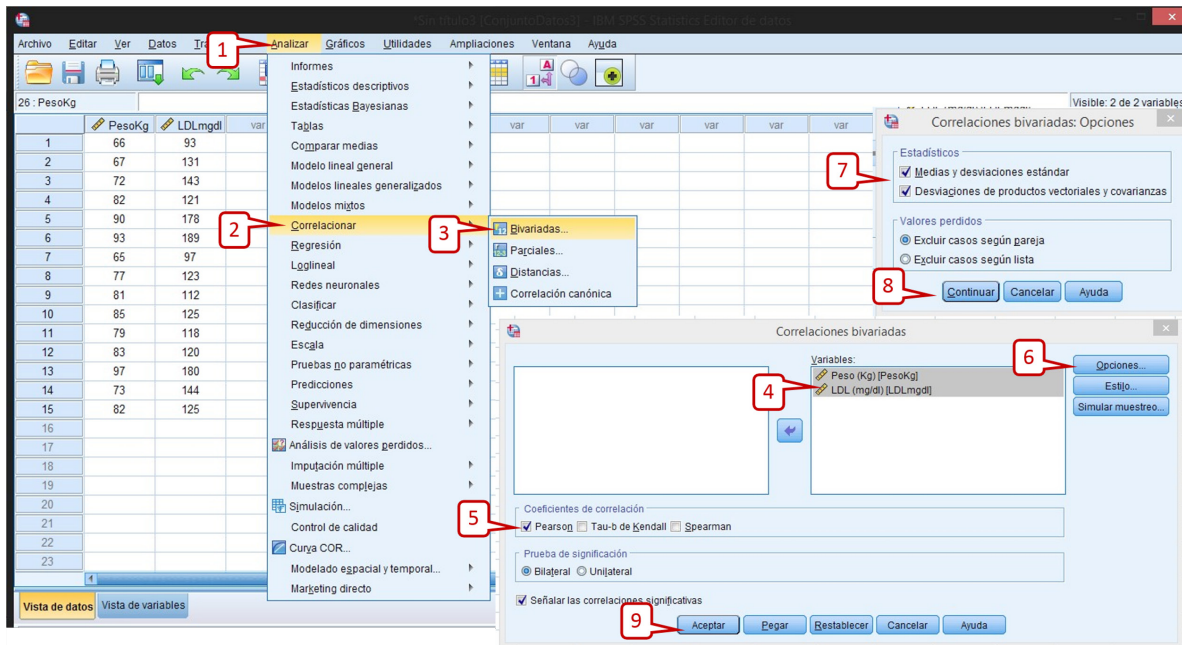 *Sin título3 [ConjuntoDatos3] - IBM SPSS Statistics Editor de datos
Archivo Editar Ver Datos Analizar Gráficos Utilidades Ampliaciones Ventana Ayuda
1
26 : PesoKg
Visible: 2 de 2 variables
PesoKg LDLmgdl var var var var var var var
1 66 93
2 67 131
3 72 143
4 82 121
5 90 178
6 93 189
7 65 97
8 77 123
9 81 112
10 85 125
11 79 118
12 83 120
13 97 180
14 73 144
15 82 125
16
17
18
19
20
21
22
23
Vista de datos Vista de variables
Informes
Estadísticos descriptivos
Estadísticas Bayesianas
Tablas
Comparar medias
Modelo lineal general
Modelos lineales generalizados
Modelos mixtos
2
Correlacionar
Regresión
Loglineal
Redes neuronales
Clasificar
Reducción de dimensiones
Escala
Pruebas no paramétricas
Predicciones
Supervivencia
Respuesta múltiple
Análisis de valores perdidos...
Imputación múltiple
Muestras complejas
Simulación...
Control de calidad
Curva COR...
Modelado espacial y temporal...
Marketing directo
3
Bivariadas...
Parciales...
Distancias...
Correlación canónica
Correlaciones bivariadas: Opciones
Estadísticos
7
Medias y desviaciones estándar
Desviaciones de productos vectoriales y covarianzas
Valores perdidos
Excluir casos según pareja
Excluir casos según lista
8
Continuar Cancelar Ayuda
Correlaciones bivariadas
Variables:
4
Peso (Kg) [PesoKg]
LDL (mg/dl) [LDLmgdl]
6
Opciones...
Estilo...
Simular muestreo...
5
Coeficientes de correlación
Pearson Tau-b de Kendall Spearman
Prueba de significación
Bilateral Unilateral
Señalar las correlaciones significativas
9
Aceptar Pegar Restablecer Cancelar Ayuda